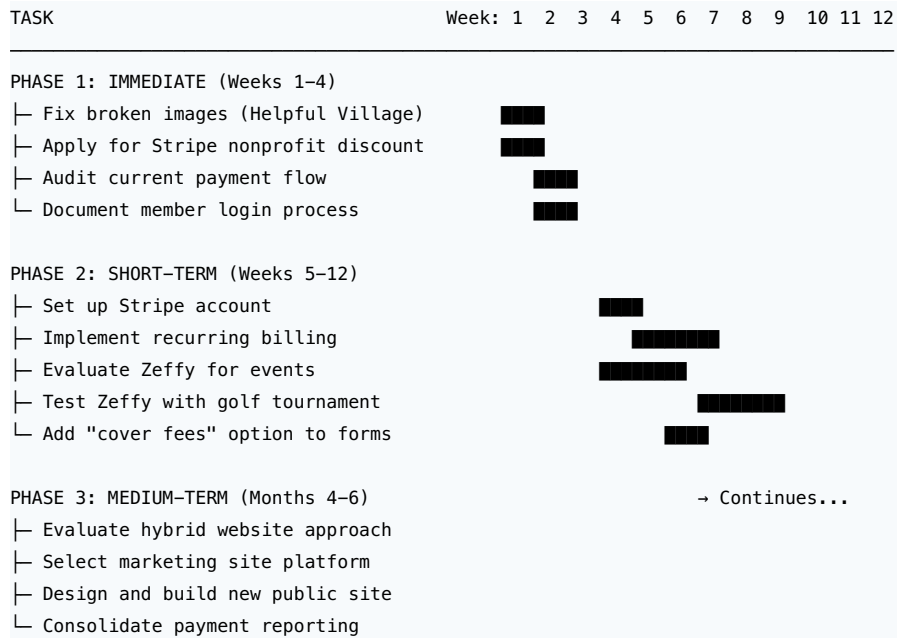 TASK Week: 1 2 3 4 5 6 7 8 9 10 11 12
PHASE 1: IMMEDIATE (Weeks 1–4)
├─ Fix broken images (Helpful Village) ████
├─ Apply for Stripe nonprofit discount ████
├─ Audit current payment flow ████
└─ Document member login process ████
PHASE 2: SHORT-TERM (Weeks 5-12)
├─ Set up Stripe account ████
├─ Implement recurring billing ████████
├─ Evaluate Zeffy for events ████████
├─ Test Zeffy with golf tournament ████████
└─ Add "cover fees" option to forms ████
PHASE 3: MEDIUM-TERM (Months 4-6) → Continues...
├─ Evaluate hybrid website approach
├─ Select marketing site platform
├─ Design and build new public site
└─ Consolidate payment reporting